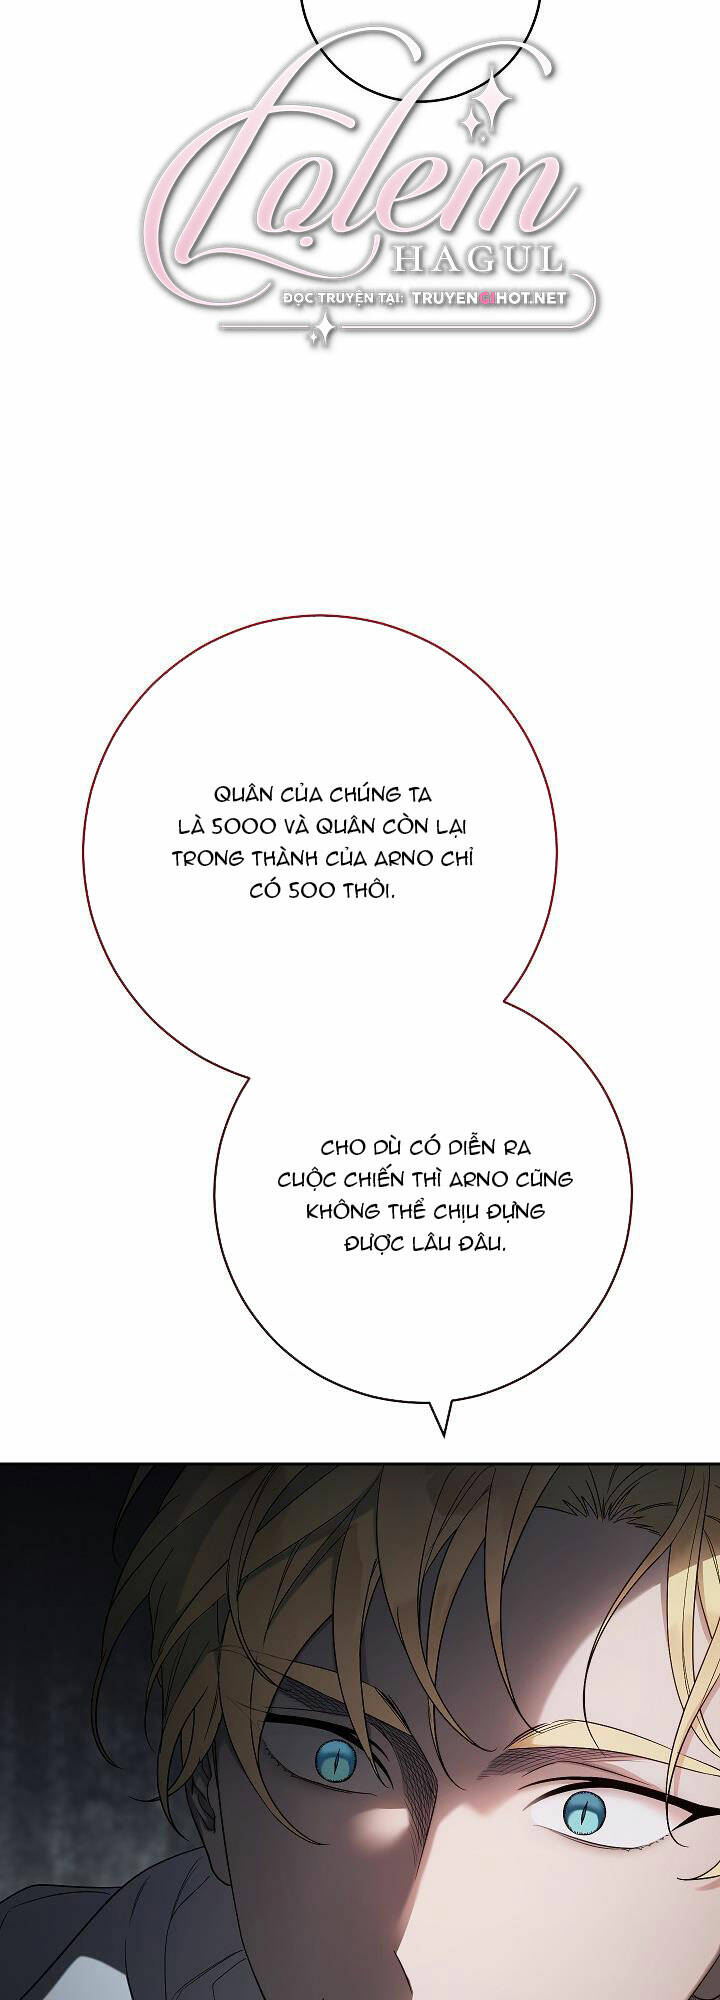 Lọlem
HAGUL
ĐỌC TRUYỆN TẠI: TRUYENGIHOT.NET
QUÂN CỦA CHÚNG TA
LÀ 5000 VÀ QUÂN CÒN LẠI
TRONG THÀNH CỦA ARNO CHỈ
CÓ 500 THÔI.
CHO DÙ CÓ DIỄN RA
CUỘC CHIẾN THÌ ARNO CŨNG
KHÔNG THỂ CHỊU ĐỰNG
ĐƯỢC LÂU ĐÂU.